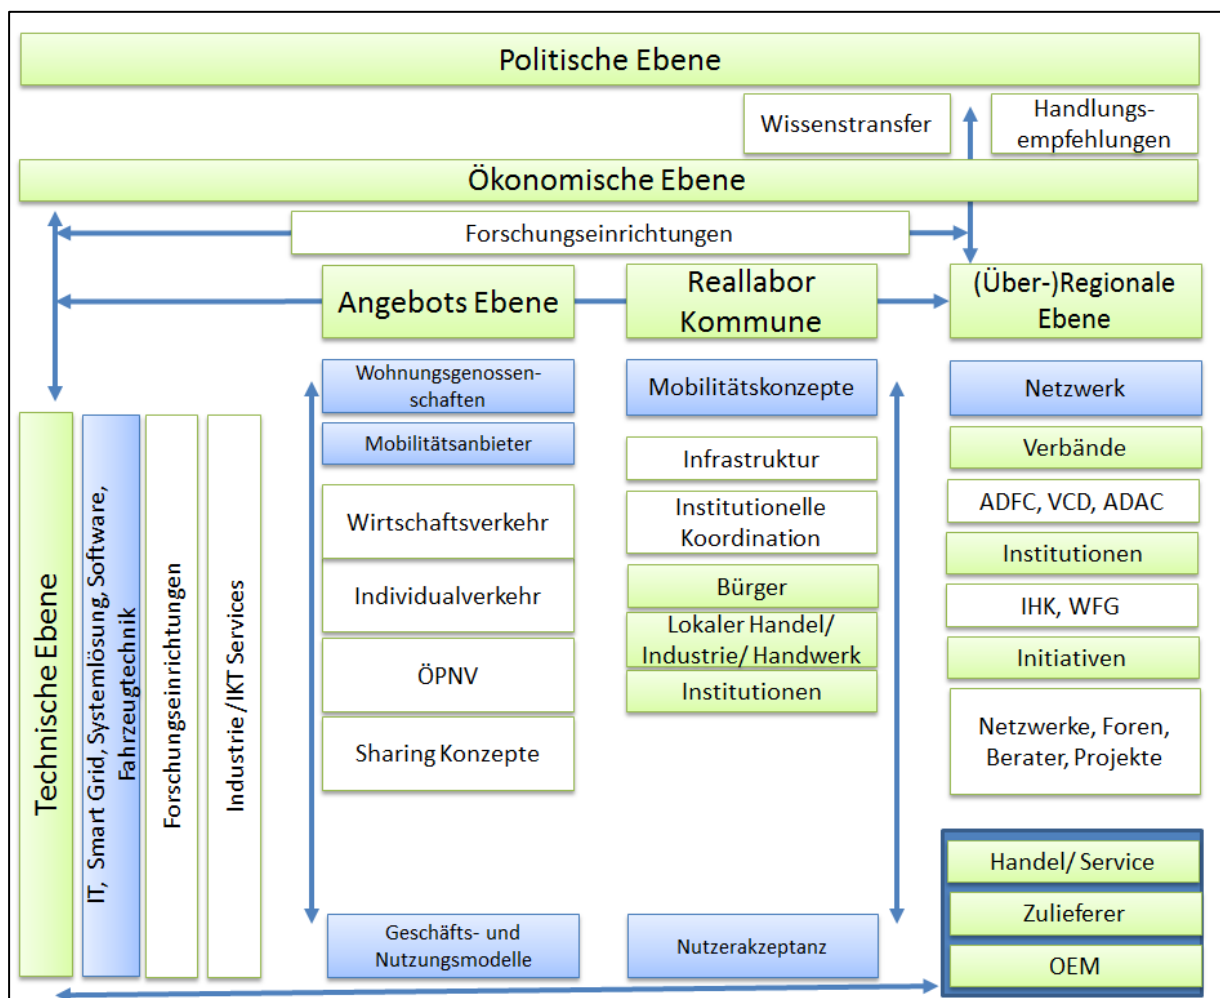 Politische Ebene
Wissenstransfer
Handlungs-
empfehlungen
Ökonomische Ebene
Forschungseinrichtungen
Angebots Ebene
Reallabor
Kommune
(Über-)Regionale
Ebene
Technische Ebene
IT, Smart Grid, Systemlösung, Software,
Fahrzeugtechnik
Forschungseinrichtungen
Industrie /IKT Services
Wohnungsgenossen-
schaften
Mobilitätsanbieter
Wirtschaftsverkehr
Individualverkehr
ÖPNV
Sharing Konzepte
Geschäfts- und
Nutzungsmodelle
Mobilitätskonzepte
Infrastruktur
Institutionelle
Koordination
Bürger
Lokaler Handel/
Industrie/ Handwerk
Institutionen
Nutzerakzeptanz
Netzwerk
Verbände
ADFC, VCD, ADAC
Institutionen
IHK, WFG
Initiativen
Netzwerke, Foren,
Berater, Projekte
Handel/ Service
Zulieferer
OEM